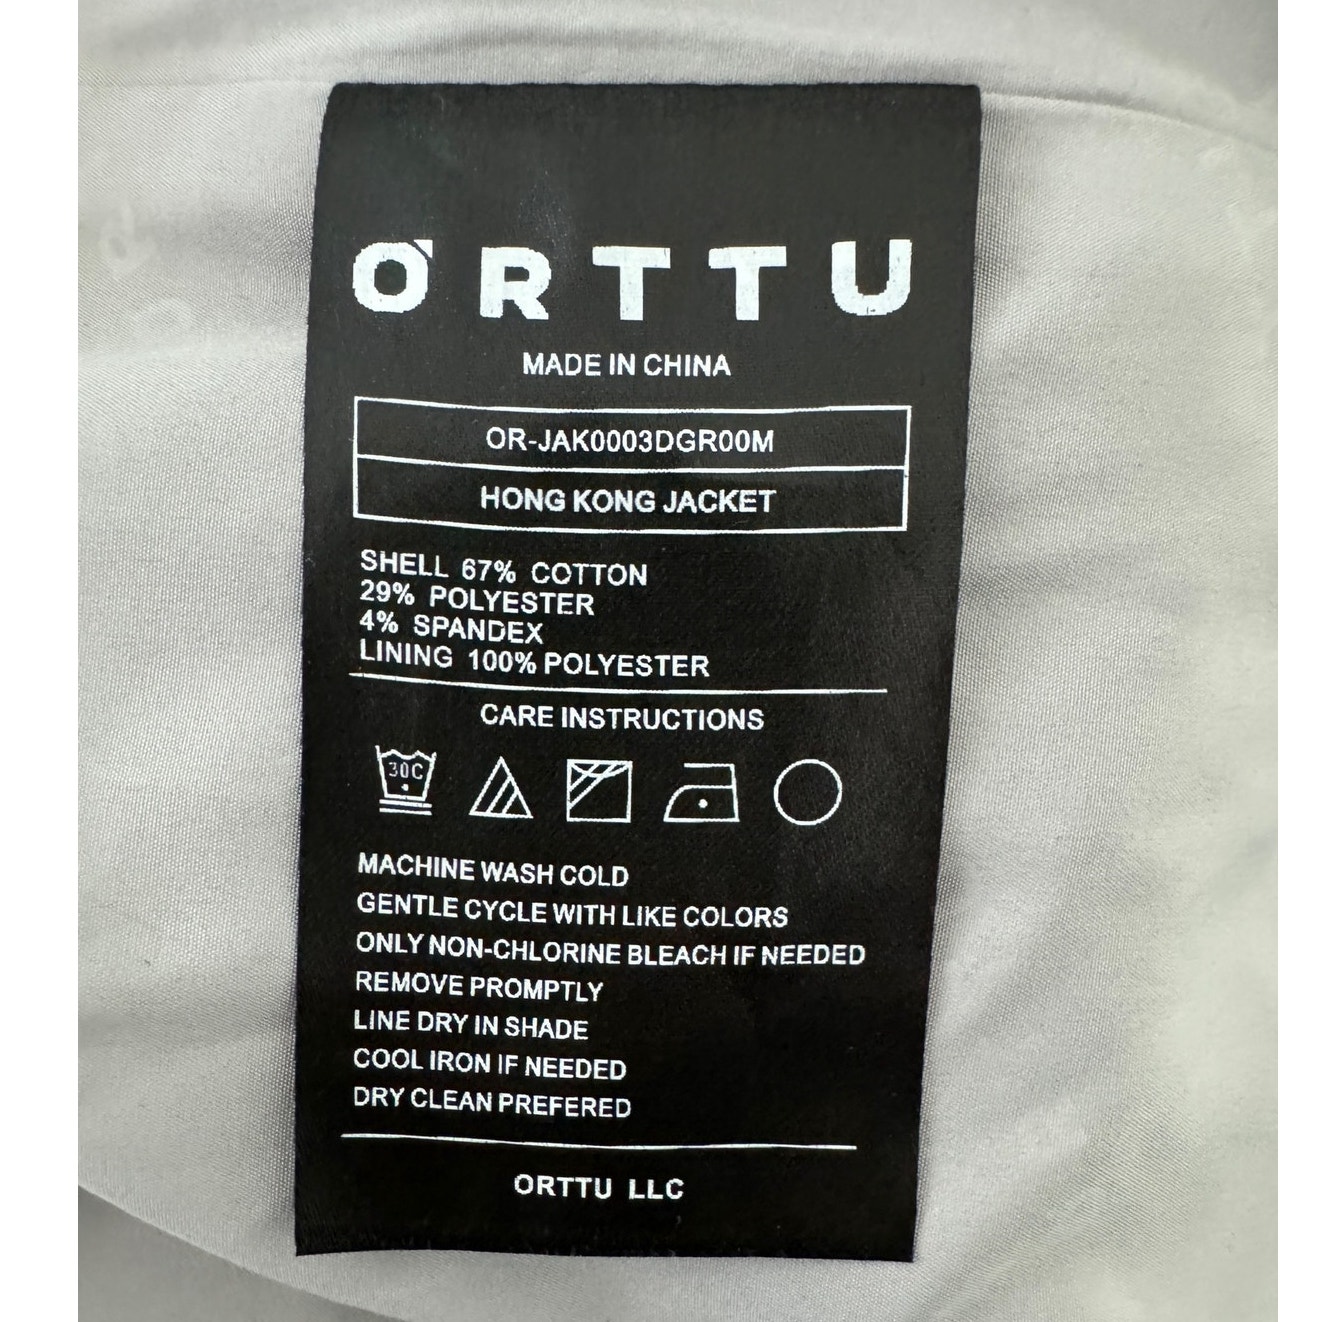 ORTTU
MADE IN CHINA
OR-JAK0003DGR00M
HONG KONG JACKET
SHELL 67% COTTON
29% POLYESTER
4% SPANDEX
LINING 100% POLYESTER
CARE INSTRUCTIONS
30C
MACHINE WASH COLD
GENTLE CYCLE WITH LIKE COLORS
ONLY NON-CHLORINE BLEACH IF NEEDED
REMOVE PROMPTLY
LINE DRY IN SHADE
COOL IRON IF NEEDED
DRY CLEAN PREFERED
ORTTU LLC